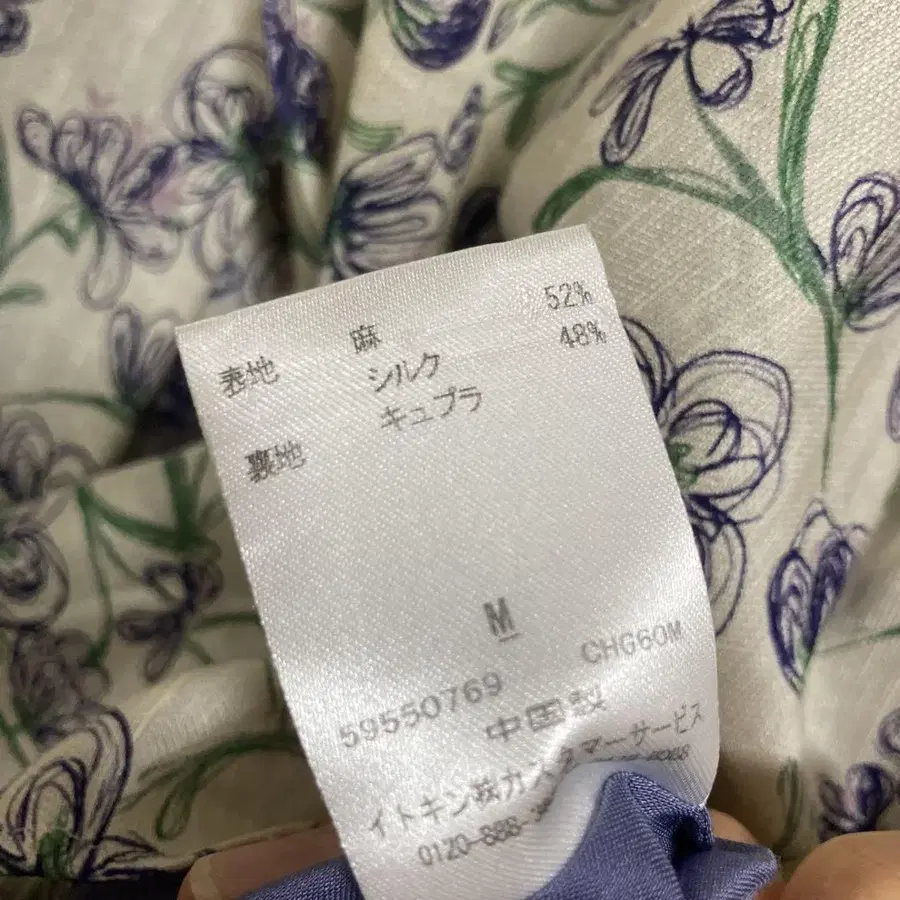 表地 麻 52%
シルク 48%
裏地 キュプラ
M
59550769 CHG60M
中国製
イトキン㈱カスタマーサービス
0120-888-